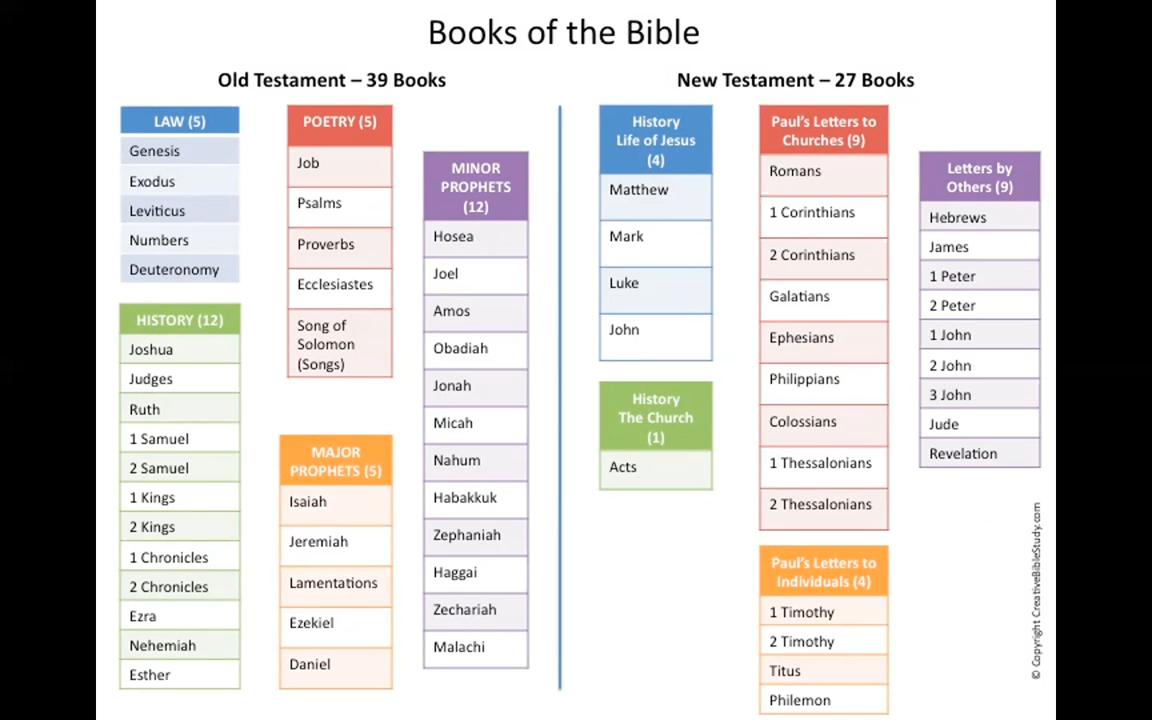 Books of the Bible
Old Testament – 39 Books
LAW (5)
Genesis
Exodus
Leviticus
Numbers
Deuteronomy
HISTORY (12)
Joshua
Judges
Ruth
1 Samuel
2 Samuel
1 Kings
2 Kings
1 Chronicles
2 Chronicles
Ezra
Nehemiah
Esther
POETRY (5)
Job
Psalms
Proverbs
Ecclesiastes
Song of
Solomon
(Songs)
MAJOR
PROPHETS (5)
Isaiah
Jeremiah
Lamentations
Ezekiel
Daniel
MINOR
PROPHETS
(12)
Hosea
Joel
Amos
Obadiah
Jonah
Micah
Nahum
Habakkuk
Zephaniah
Haggai
Zechariah
Malachi
New Testament – 27 Books
History
Life of Jesus
(4)
Matthew
Mark
Luke
John
History
The Church
(1)
Acts
Paul's Letters to
Churches (9)
Romans
1 Corinthians
2 Corinthians
Galatians
Ephesians
Philippians
Colossians
1 Thessalonians
2 Thessalonians
Paul's Letters to
Individuals (4)
1 Timothy
2 Timothy
Titus
Philemon
Letters by
Others (9)
Hebrews
James
1 Peter
2 Peter
1 John
2 John
3 John
Jude
Revelation
© Copyright CreativeBibleStudy.com